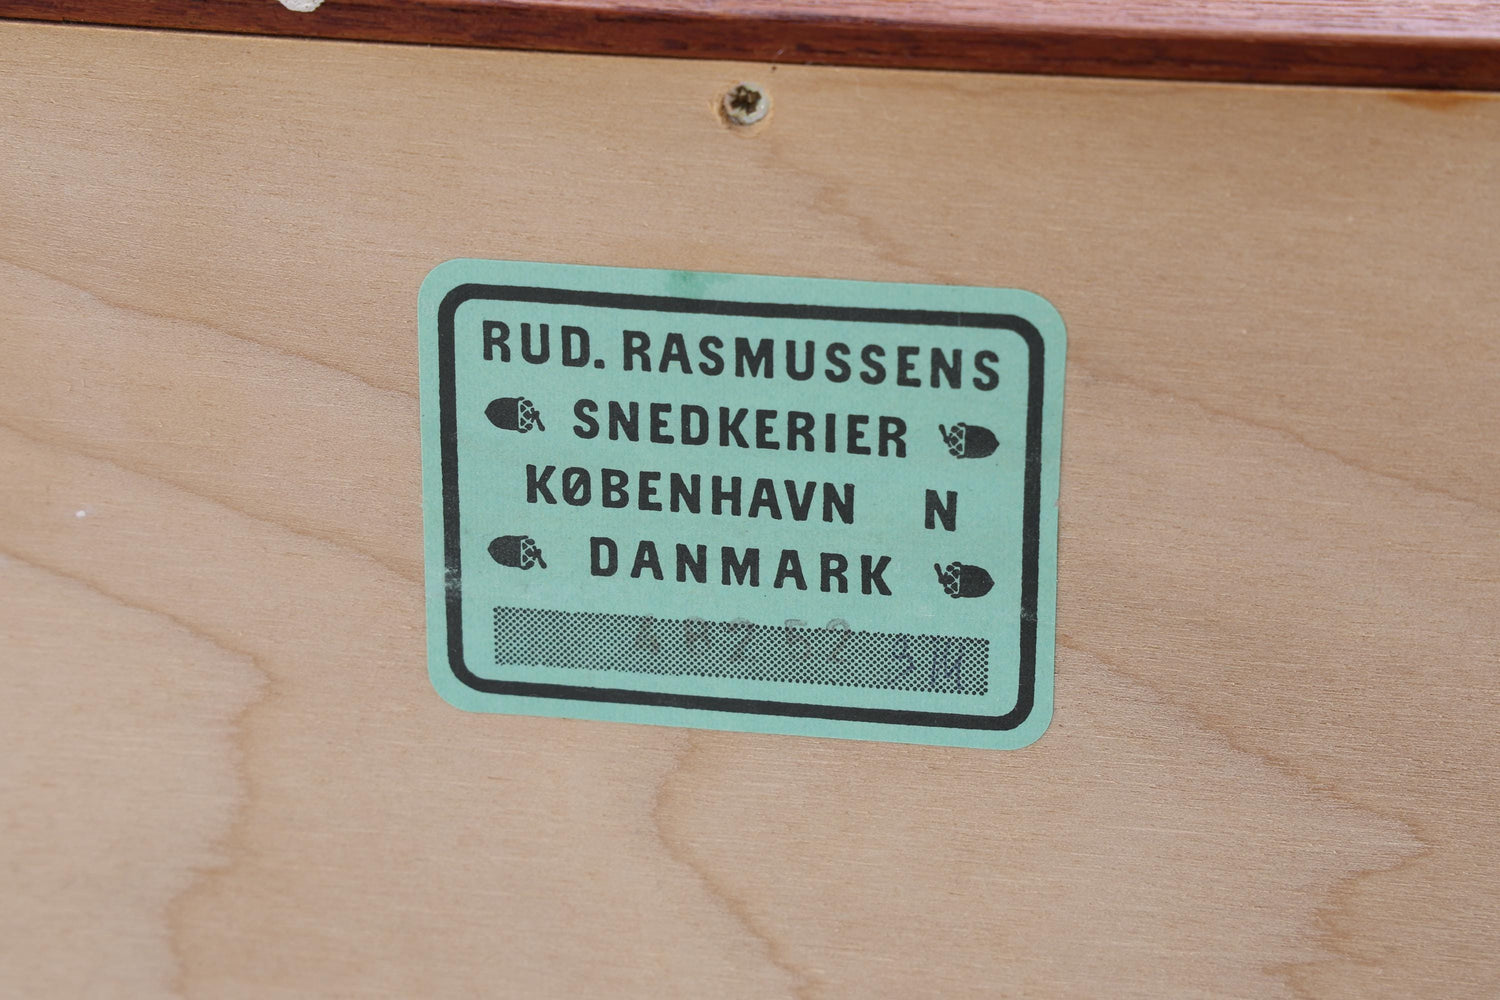 RUD. RASMUSSENS
SNEDKERIER
KØBENHAVN N
DANMARK